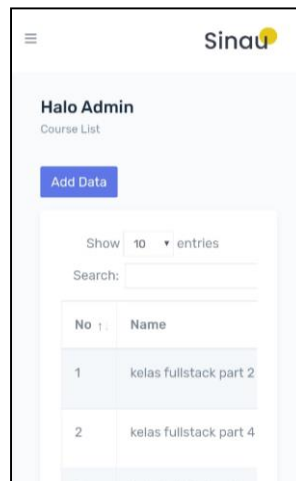 Sinau
Halo Admin
Course List
Add Data
Show 10 entries
Search:
No Name
1 kelas fullstack part 2
2 kelas fullstack part 4